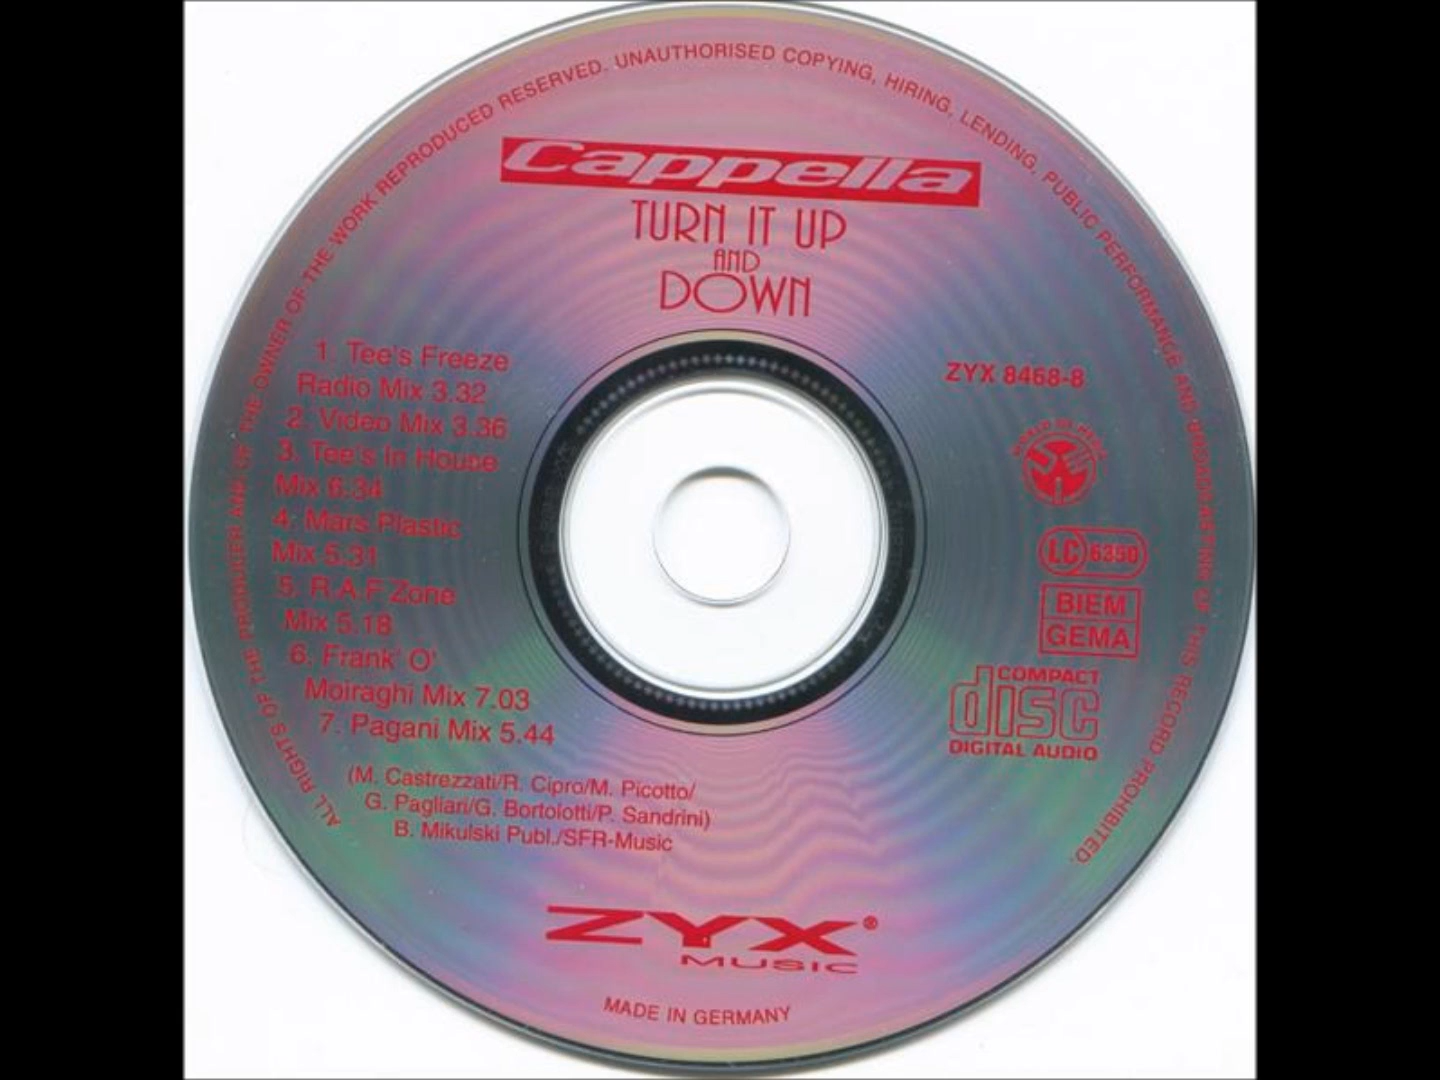 ALL RIGHTS OF THE PRODUCER AND OF THE OWNER OF THE WORK REPRODUCED RESERVED. UNAUTHORISED COPYING, HIRING, LENDING, PUBLIC PERFORMANCE AND BROADCASTING OF THIS RECORD PROHIBITED.
Cappella
TURN IT UP
AND
DOWN
1. Tee's Freeze
Radio Mix 3.32
2. Video Mix 3.36
3. Tee's In House
Mix 6.34
4. Mars Plastic
Mix 5.31
5. R.A.F Zone
Mix 5.18
6. Frank' O'
Moiraghi Mix 7.03
7. Pagani Mix 5.44
(M. Castrezzati/R. Cipro/M. Picotto/
G. Pagliari/G. Bortolotti/P. Sandrini)
B. Mikulski Publ./SFR-Music
ZYX 8468-8
LC 6350
BIEM
GEMA
COMPACT
disc
DIGITAL AUDIO
ZYX®
MUSIC
MADE IN GERMANY